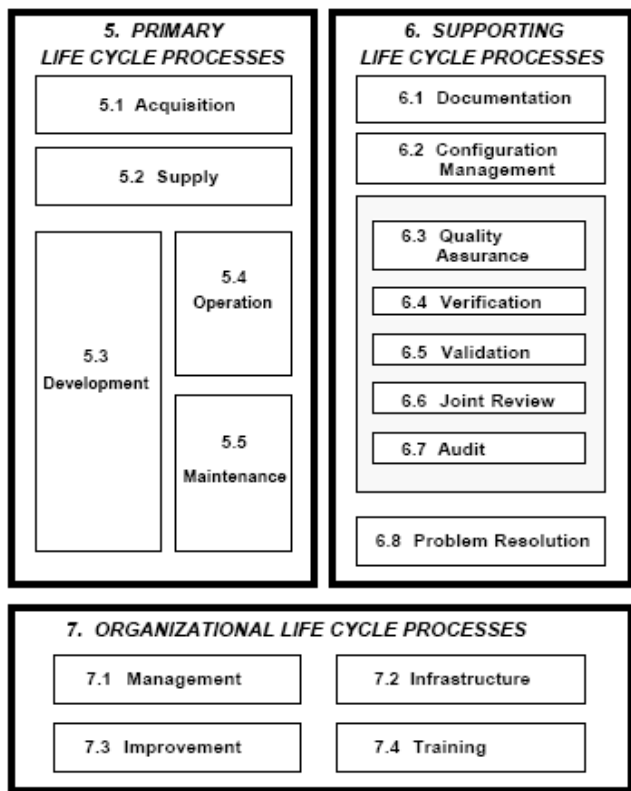 5. PRIMARY
LIFE CYCLE PROCESSES
5.1 Acquisition
5.2 Supply
5.3
Development
5.4
Operation
5.5
Maintenance
6. SUPPORTING
LIFE CYCLE PROCESSES
6.1 Documentation
6.2 Configuration
Management
6.3 Quality
Assurance
6.4 Verification
6.5 Validation
6.6 Joint Review
6.7 Audit
6.8 Problem Resolution
7. ORGANIZATIONAL LIFE CYCLE PROCESSES
7.1 Management
7.2 Infrastructure
7.3 Improvement
7.4 Training